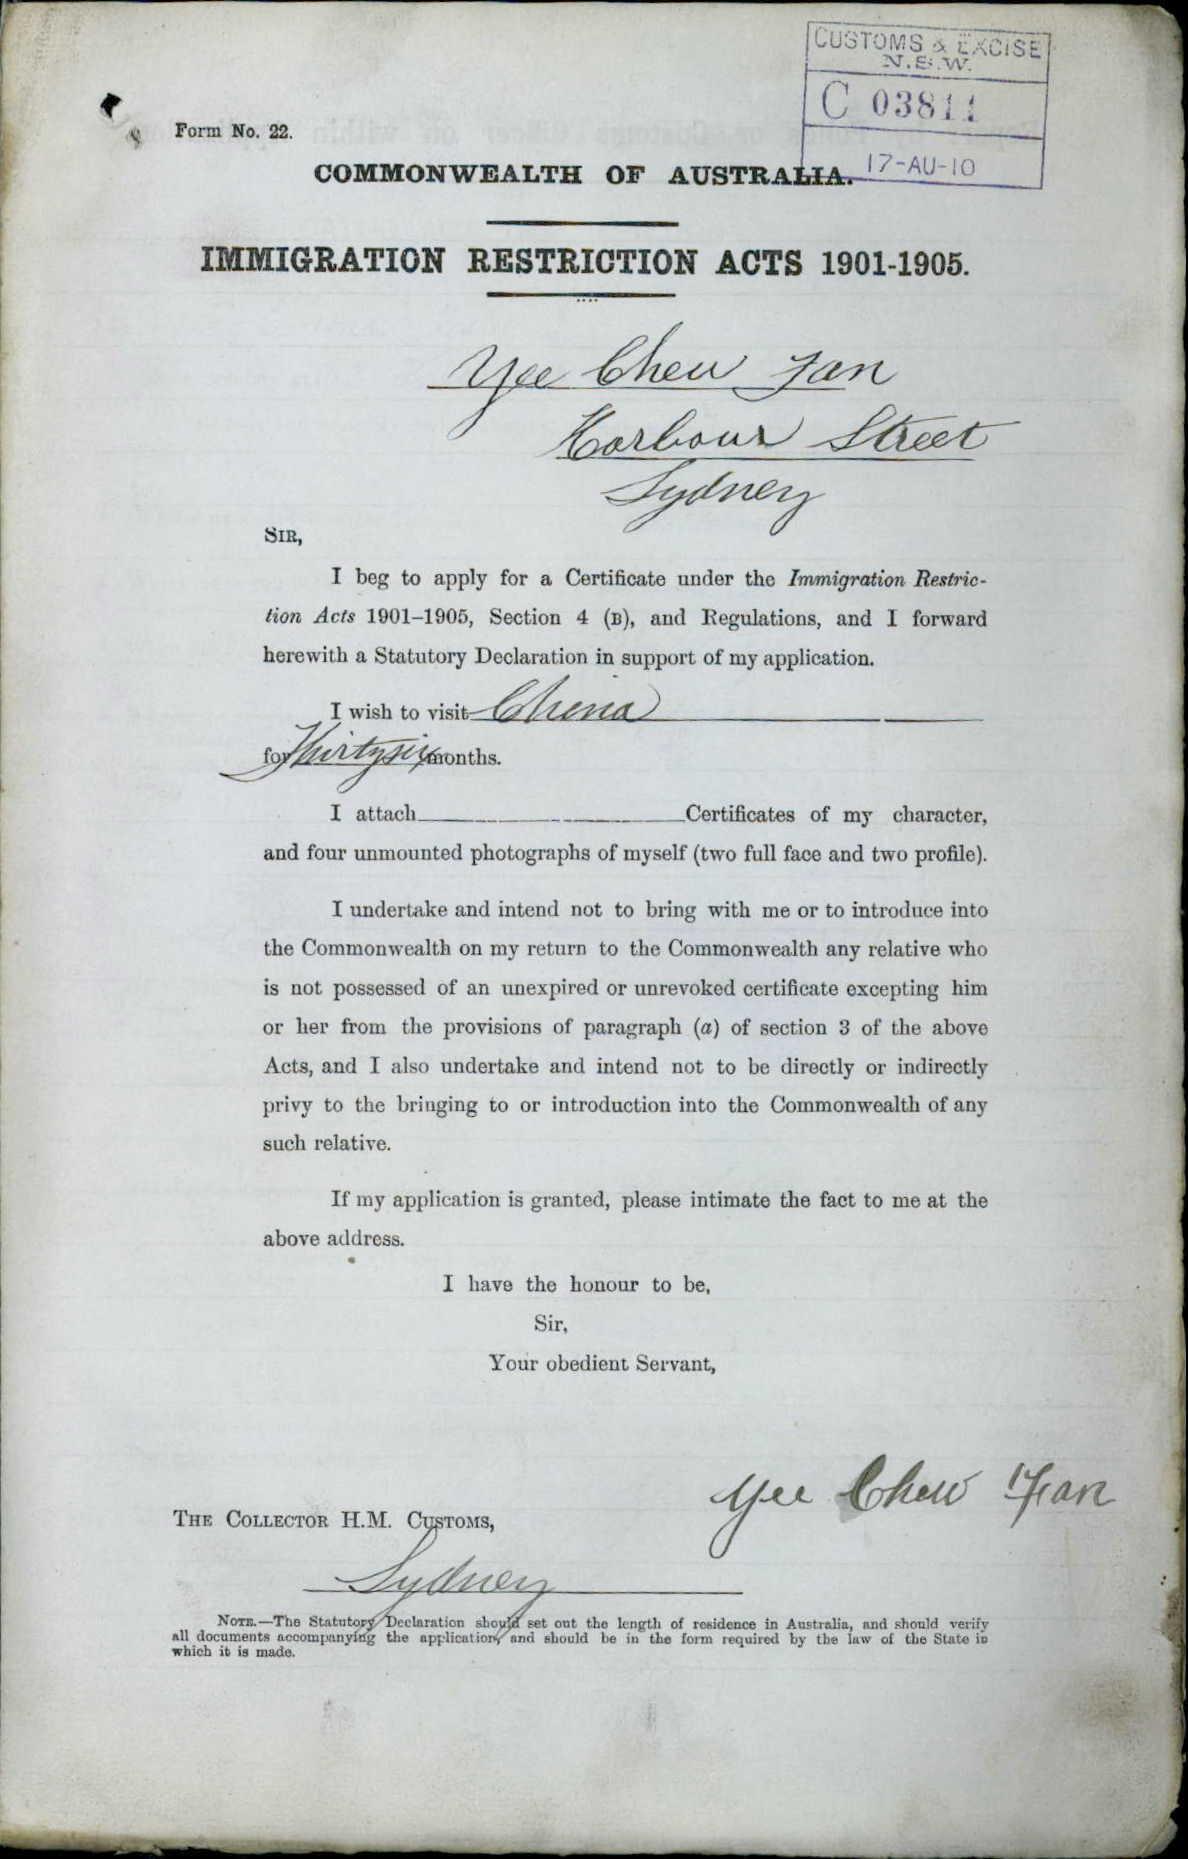 CUSTOMS & EXCISE
N.S.W.
C 03811
17-AU-10
Form No. 22.
COMMONWEALTH OF AUSTRALIA.
IMMIGRATION RESTRICTION ACTS 1901-1905.
Yee Chew Fan
Harbour Street
Sydney
SIR,
I beg to apply for a Certificate under the Immigration Restric-
tion Acts 1901–1905, Section 4 (B), and Regulations, and I forward
herewith a Statutory Declaration in support of my application.
I wish to visit China
for Thirtysix months.
I attach Certificates of my character,
and four unmounted photographs of myself (two full face and two profile).
I undertake and intend not to bring with me or to introduce into
the Commonwealth on my return to the Commonwealth any relative who
is not possessed of an unexpired or unrevoked certificate excepting him
or her from the provisions of paragraph (a) of section 3 of the above
Acts, and I also undertake and intend not to be directly or indirectly
privy to the bringing to or introduction into the Commonwealth of any
such relative.
If my application is granted, please intimate the fact to me at the
above address.
I have the honour to be,
Sir,
Your obedient Servant,
Yee Chew Fan
THE COLLECTOR H.M. CUSTOMS,
Sydney
NOTE.—The Statutory Declaration should set out the length of residence in Australia, and should verify
all documents accompanying the application, and should be in the form required by the law of the State in
which it is made.